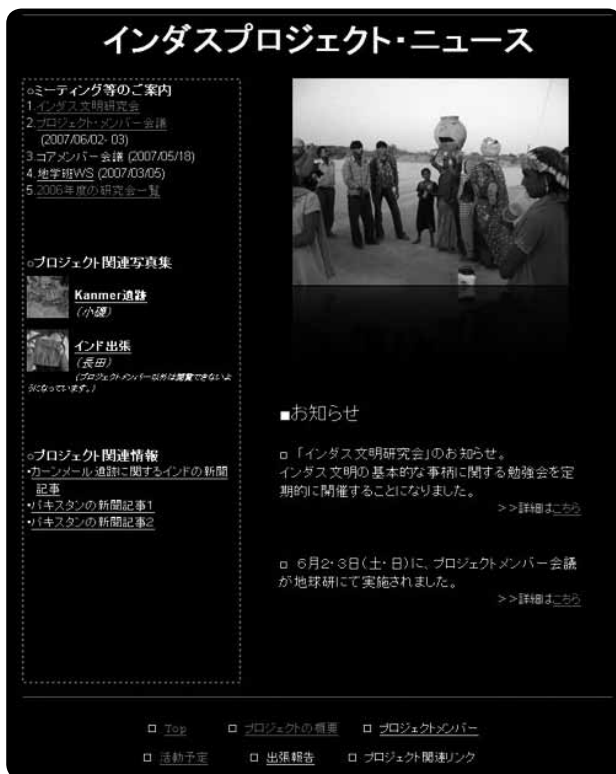 インダスプロジェクト・ニュース
○ミーティング等のご案内
1.インダス文明研究会
2.プロジェクト・メンバー会議
(2007/06/02-03)
3.コアメンバー会議 (2007/05/18)
4.地学班WS (2007/03/05)
5.2006年度の研究会一覧
○プロジェクト関連写真集
Kanmer遺跡
(小磯)
インド出張
(長田)
(プロジェクトメンバー以外は閲覧できないよ
うになっています。)
○プロジェクト関連情報
・カーンメール遺跡に関するインドの新聞
記事
・パキスタンの新聞記事1
・パキスタンの新聞記事2
■お知らせ
□ 「インダス文明研究会」のお知らせ。
インダス文明の基本的な事柄に関する勉強会を定
期的に開催することになりました。
>>詳細はこちら
□ 6月2・3日(土・日)に、プロジェクトメンバー会議
が地球研にて実施されました。
>>詳細はこちら
□ Top □ プロジェクトの概要 □ プロジェクトメンバー
□ 活動予定 □ 出張報告 □ プロジェクト関連リンク